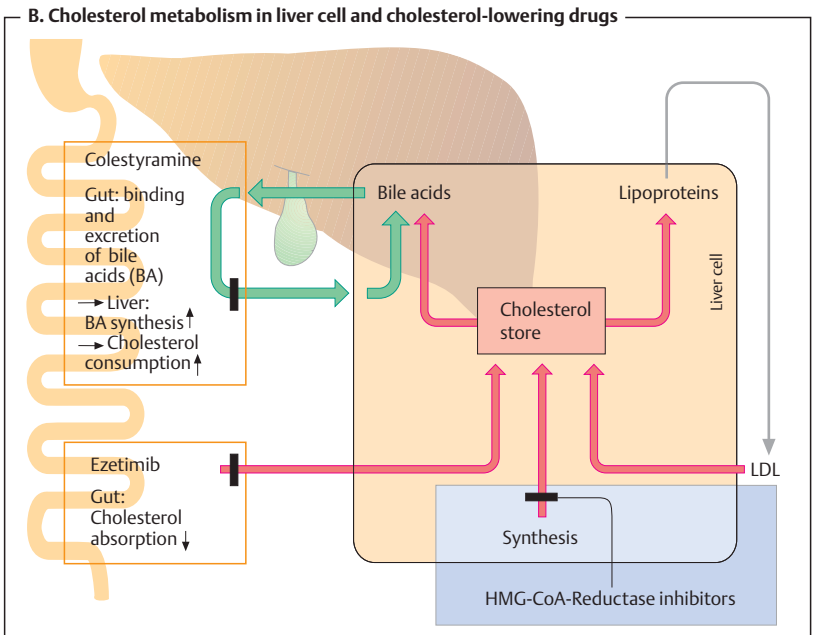 B. Cholesterol metabolism in liver cell and cholesterol-lowering drugs
Colestyramine
Gut: binding
and
excretion
of bile
acids (BA)
→ Liver:
BA synthesis ↑
→ Cholesterol
consumption ↑
Bile acids
Lipoproteins
Liver cell
Cholesterol
store
Ezetimib
Gut:
Cholesterol
absorption ↓
LDL
Synthesis
HMG-CoA-Reductase inhibitors